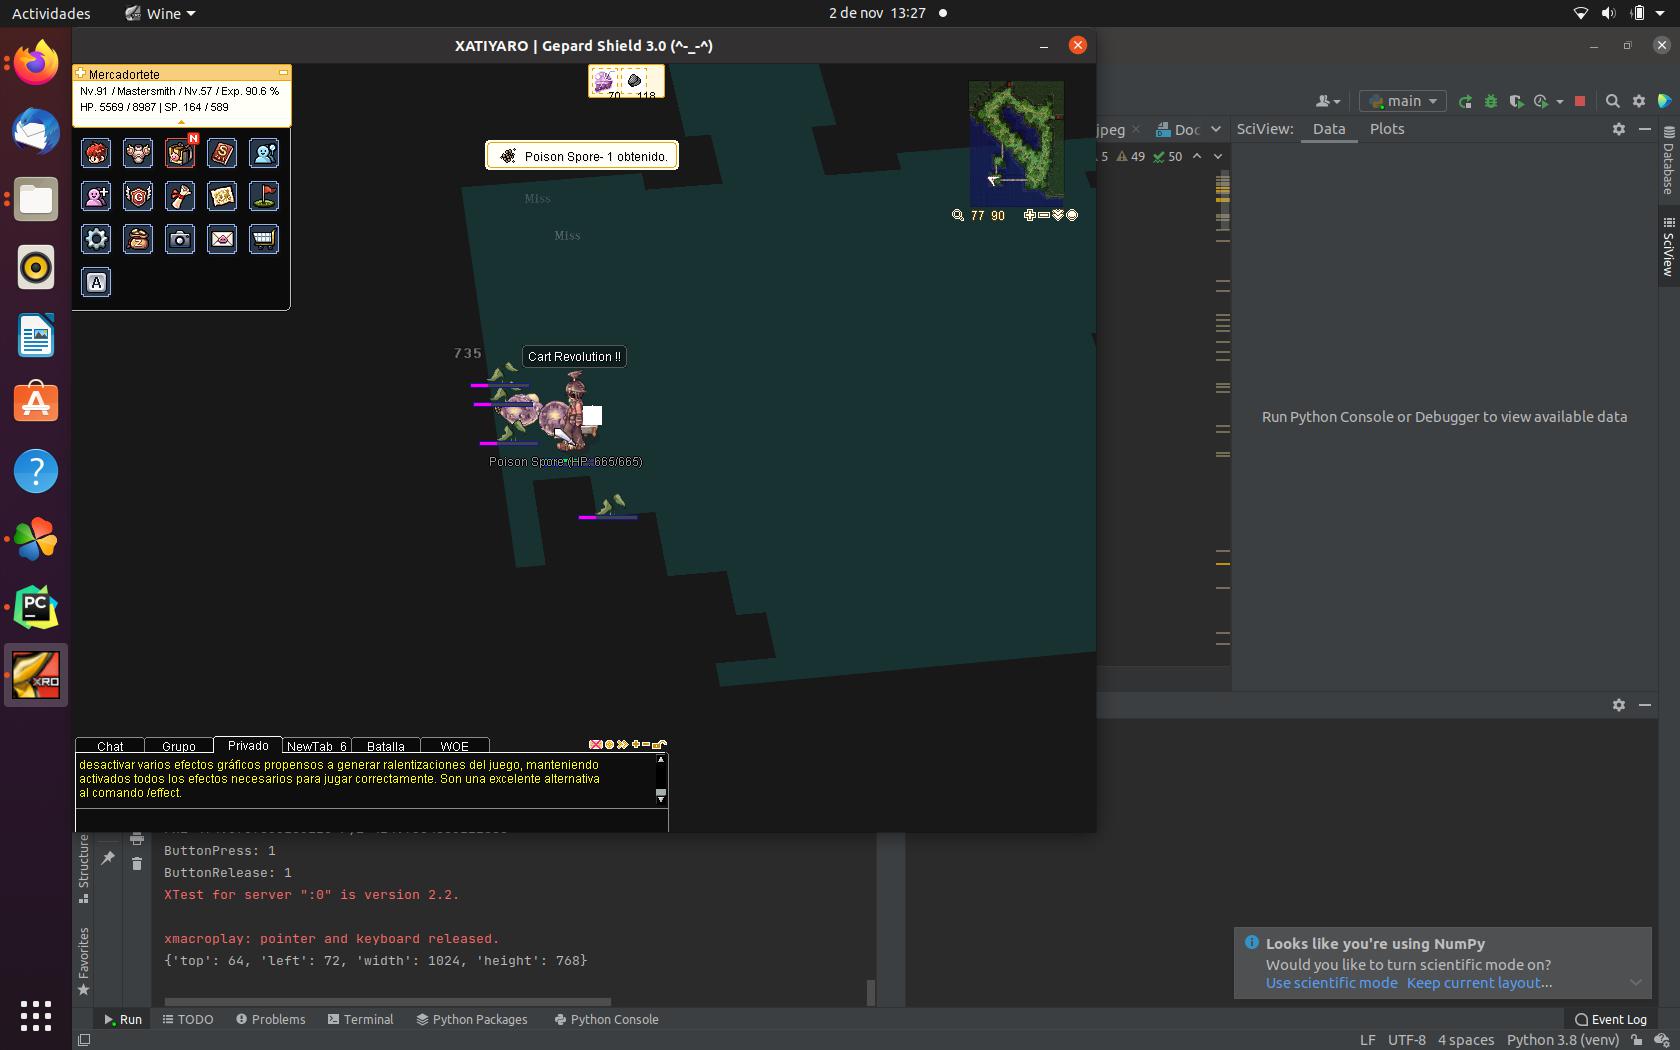 Actividades
Wine
2 de nov 13:27
XATIYARO | Gepard Shield 3.0 (^-_-^)
Mercadortete
Nv.91 / Mastersmith / Nv.57 / Exp. 90.6 %
HP. 5569 / 8987 | SP. 164 / 589
N
S
G
Z
A
70 118
Poison Spore- 1 obtenido.
Miss
Miss
77 90
735
Cart Revolution !!
Poison Spore(HP: 665/665)
Chat
Grupo
Privado
NewTab_6
Batalla
WOE
desactivar varios efectos gráficos propensos a generar ralentizaciones del juego, manteniendo
activados todos los efectos necesarios para jugar correctamente. Son una excelente alternativa
al comando /effect.
main
jpeg
Doc
SciView:
Data
Plots
5 49 50
Database
SciView
Run Python Console or Debugger to view available data
PC
XRO
Structure
Favorites
ButtonPress: 1
ButtonRelease: 1
XTest for server ":0" is version 2.2.
xmacroplay: pointer and keyboard released.
{'top': 64, 'left': 72, 'width': 1024, 'height': 768}
Looks like you're using NumPy
Would you like to turn scientific mode on?
Use scientific mode Keep current layout...
Run
TODO
Problems
Terminal
Python Packages
Python Console
Event Log
LF UTF-8 4 spaces Python 3.8 (venv)